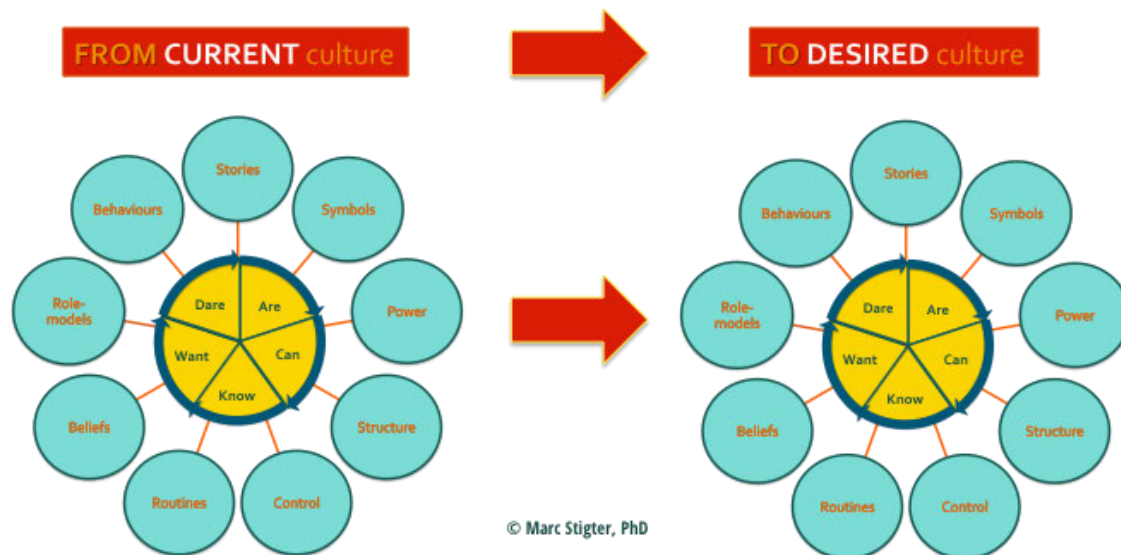 FROM CURRENT culture
TO DESIRED culture
Stories
Behaviours
Symbols
Role-
models
Power
Beliefs
Structure
Routines
Control
Dare
Are
Want
Can
Know
Stories
Behaviours
Symbols
Role-
models
Power
Beliefs
Structure
Routines
Control
Dare
Are
Want
Can
Know
© Marc Stigter, PhD